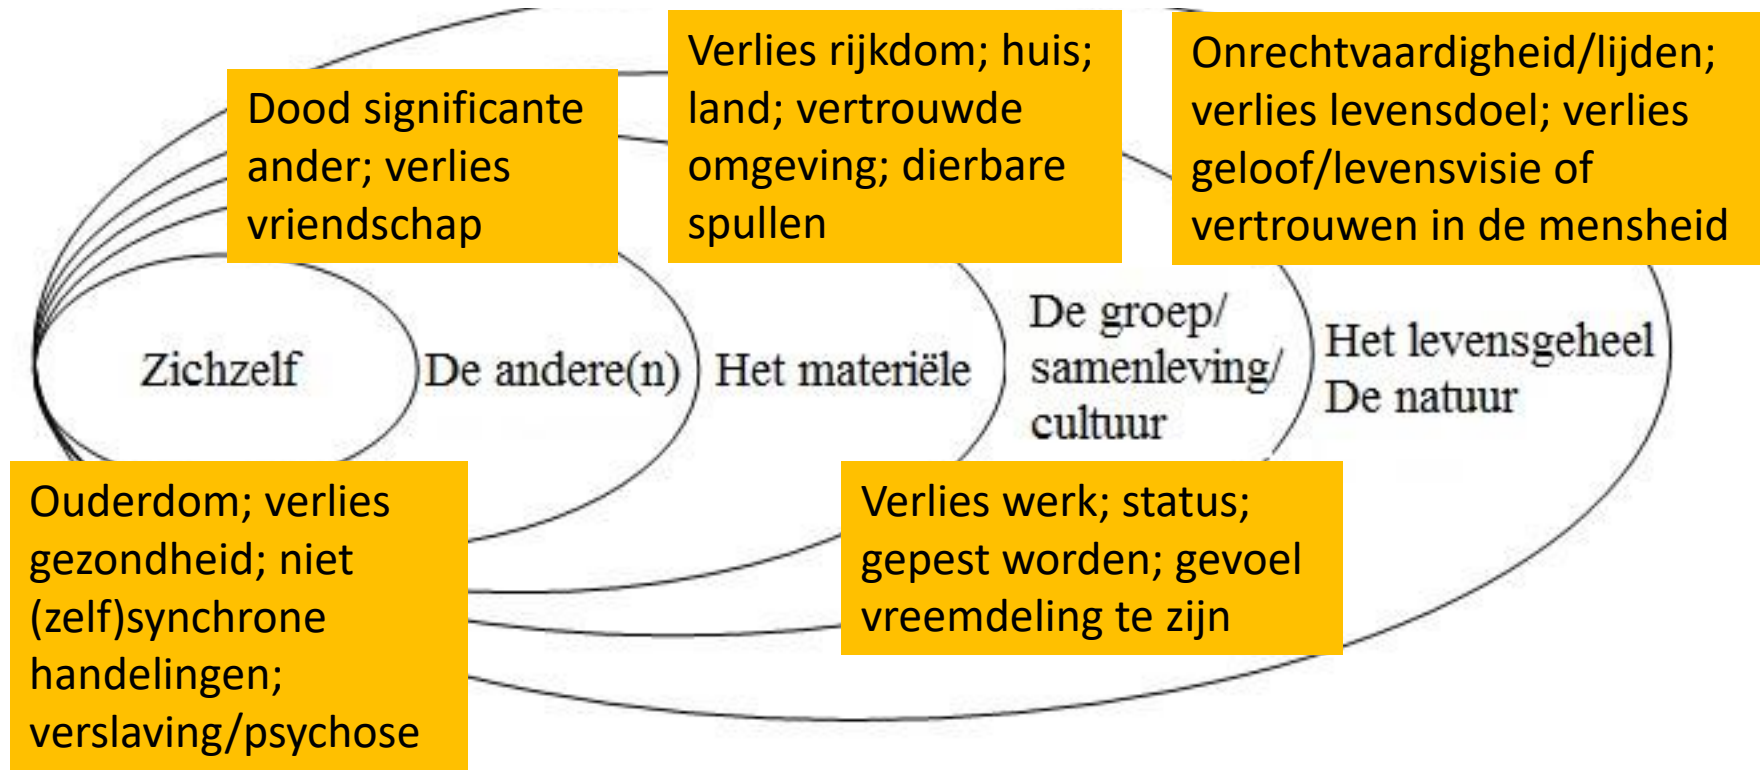 Dood significante
ander; verlies
vriendschap
Verlies rijkdom; huis;
land; vertrouwde
omgeving; dierbare
spullen
Onrechtvaardigheid/lijden;
verlies levensdoel; verlies
geloof/levensvisie of
vertrouwen in de mensheid
Zichzelf
De andere(n)
Het materiële
De groep/
samenleving/
cultuur
Het levensgeheel
De natuur
Ouderdom; verlies
gezondheid; niet
(zelf)synchrone
handelingen;
verslaving/psychose
Verlies werk; status;
gepest worden; gevoel
vreemdeling te zijn